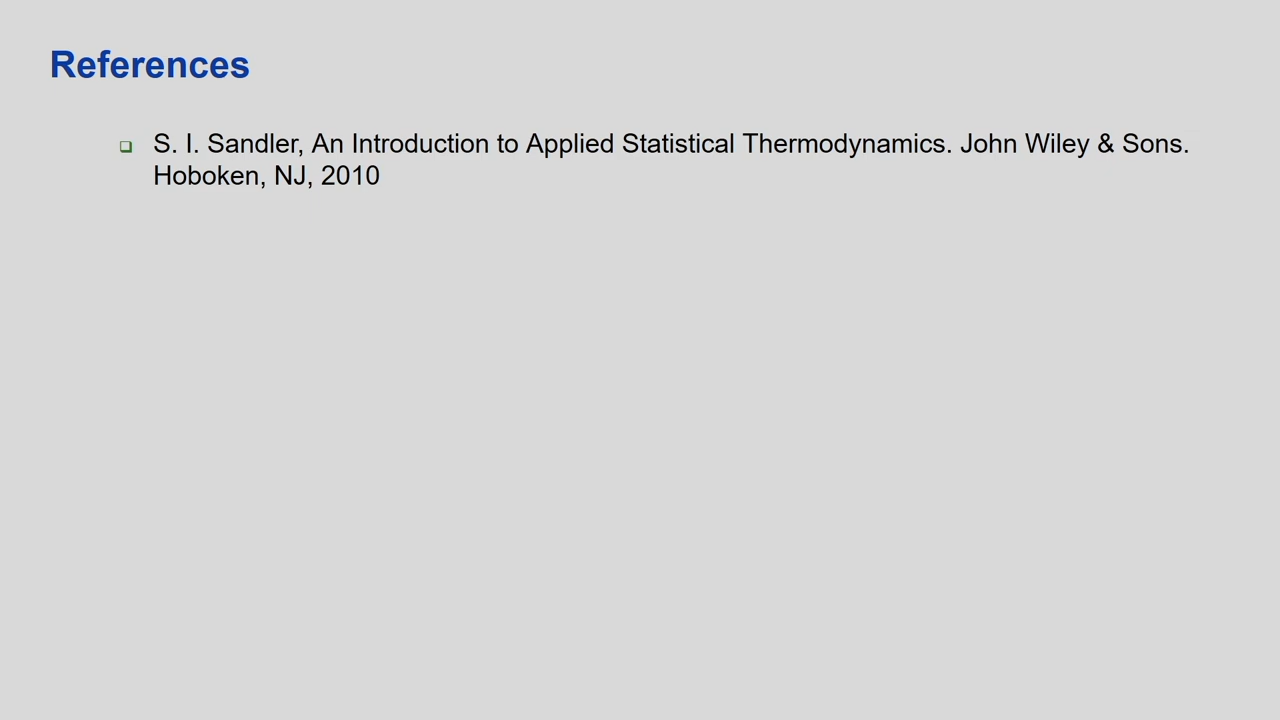 References
S. I. Sandler, An Introduction to Applied Statistical Thermodynamics. John Wiley & Sons.
Hoboken, NJ, 2010